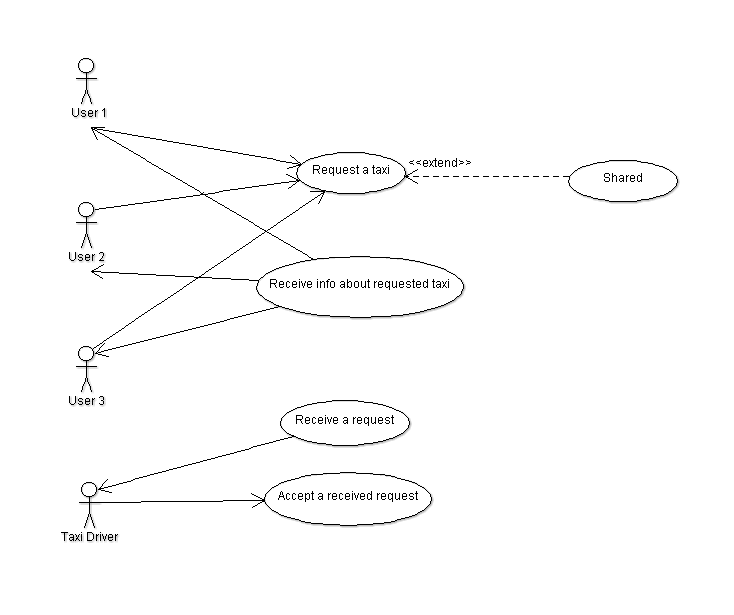 User 1
<<extend>>
Request a taxi
Shared
User 2
Receive info about requested taxi
User 3
Receive a request
Accept a received request
Taxi Driver